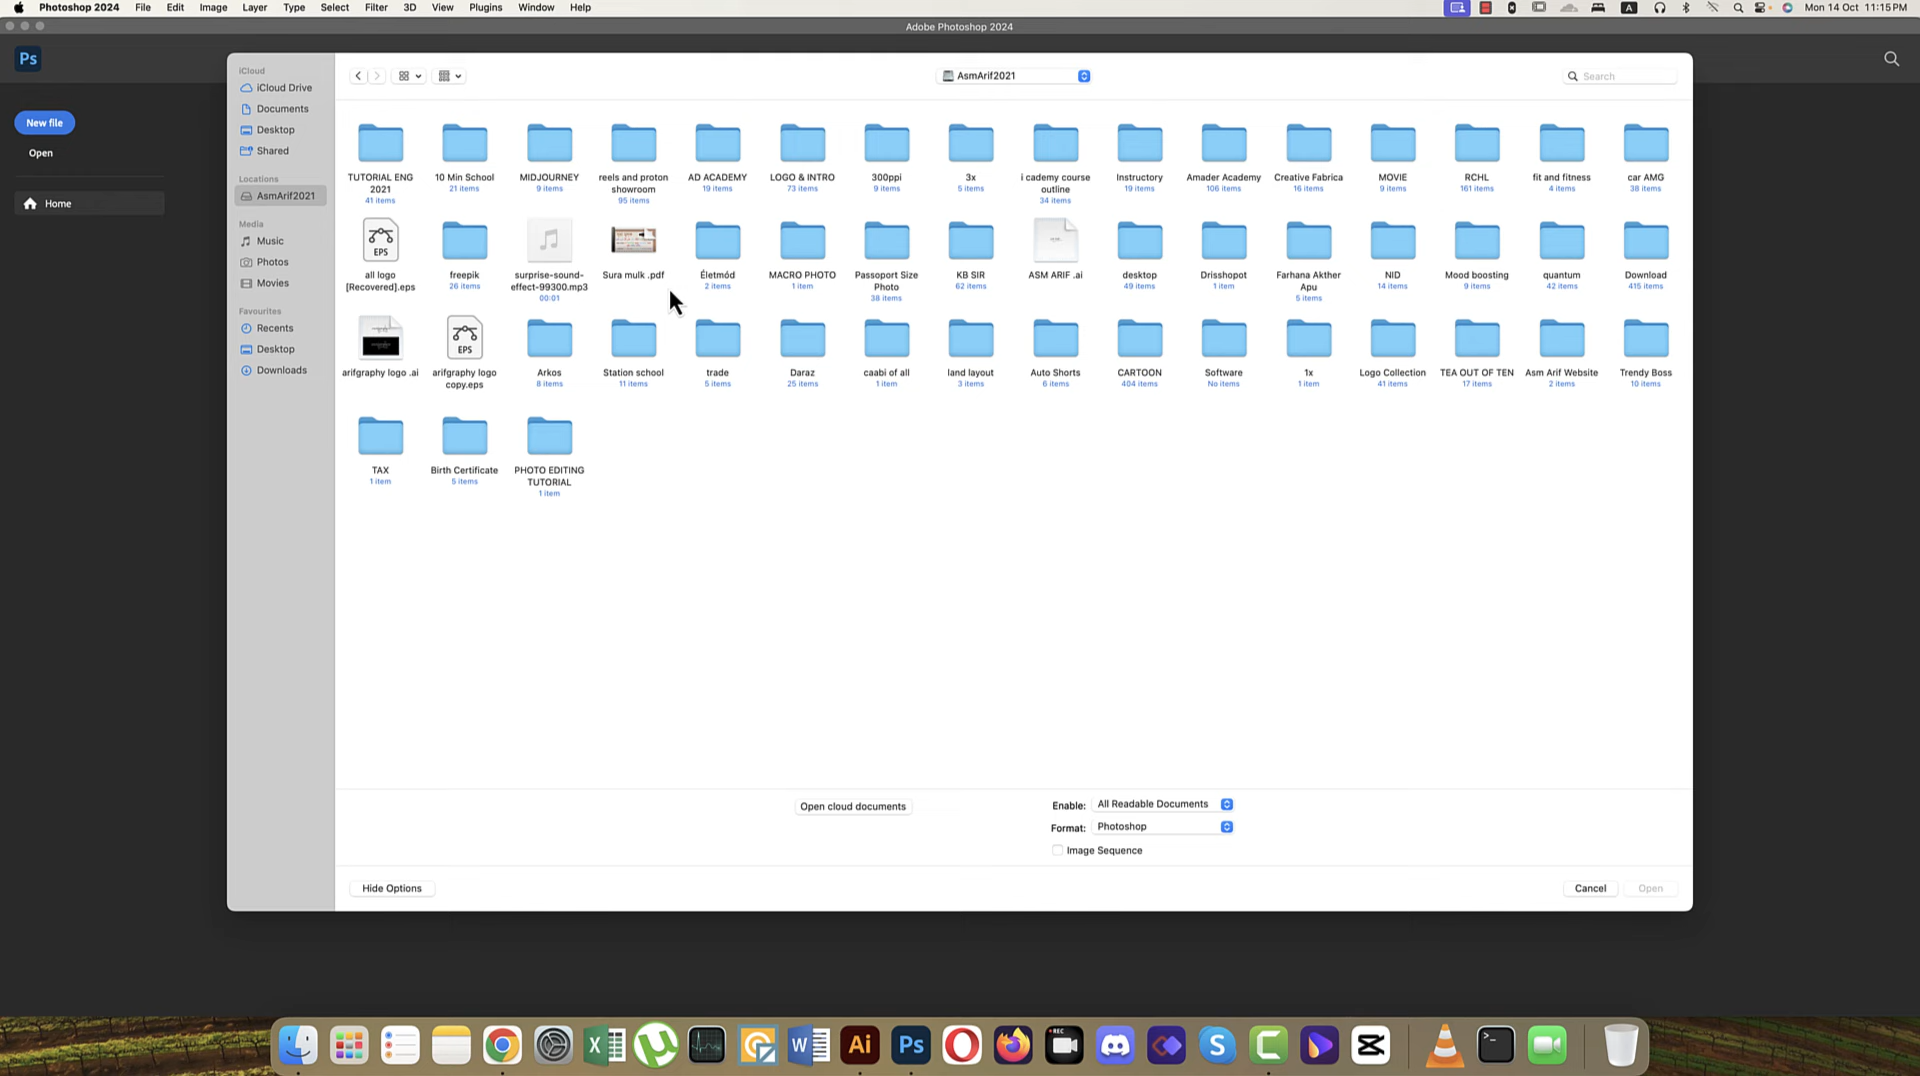 Photoshop 2024 File Edit Image Layer Type Select Filter 3D View Plugins Window Help A Mon 14 Oct 11:15 PM
Adobe Photoshop 2024
Ps
New file
Open
Home
iCloud
iCloud Drive
Documents
Desktop
Shared
Locations
AsmArif2021
Media
Music
Photos
Movies
Favourites
Recents
Desktop
Downloads
AsmArif2021
Search
TUTORIAL ENG
2021
41 items
10 Min School
21 items
MIDJOURNEY
9 items
reels and proton
showroom
95 items
AD ACADEMY
19 items
LOGO & INTRO
73 items
300ppi
9 items
3x
5 items
i cademy course
outline
34 items
Instructory
19 items
Amader Academy
106 items
Creative Fabrica
16 items
MOVIE
9 items
RCHL
161 items
fit and fitness
4 items
car AMG
38 items
EPS
all logo
[Recovered].eps
freepik
26 items
surprise-sound-
effect-99300.mp3
00:01
Sura mulk .pdf
Életmód
2 items
MACRO PHOTO
1 item
Passoport Size
Photo
38 items
KB SIR
62 items
ASM ARIF .ai
desktop
49 items
Drisshopot
1 item
Farhana Akther
Apu
5 items
NID
14 items
Mood boosting
9 items
quantum
42 items
Download
415 items
arifgraphy logo .ai
EPS
arifgraphy logo
copy.eps
Arkos
8 items
Station school
11 items
trade
5 items
Daraz
25 items
caabi of all
1 item
land layout
3 items
Auto Shorts
6 items
CARTOON
404 items
Software
No items
1x
1 item
Logo Collection
41 items
TEA OUT OF TEN
17 items
Asm Arif Website
2 items
Trendy Boss
10 items
TAX
1 item
Birth Certificate
5 items
PHOTO EDITING
TUTORIAL
1 item
Open cloud documents
Enable: All Readable Documents
Format: Photoshop
Image Sequence
Hide Options
Cancel
Open
X W Ai Ps REC S C